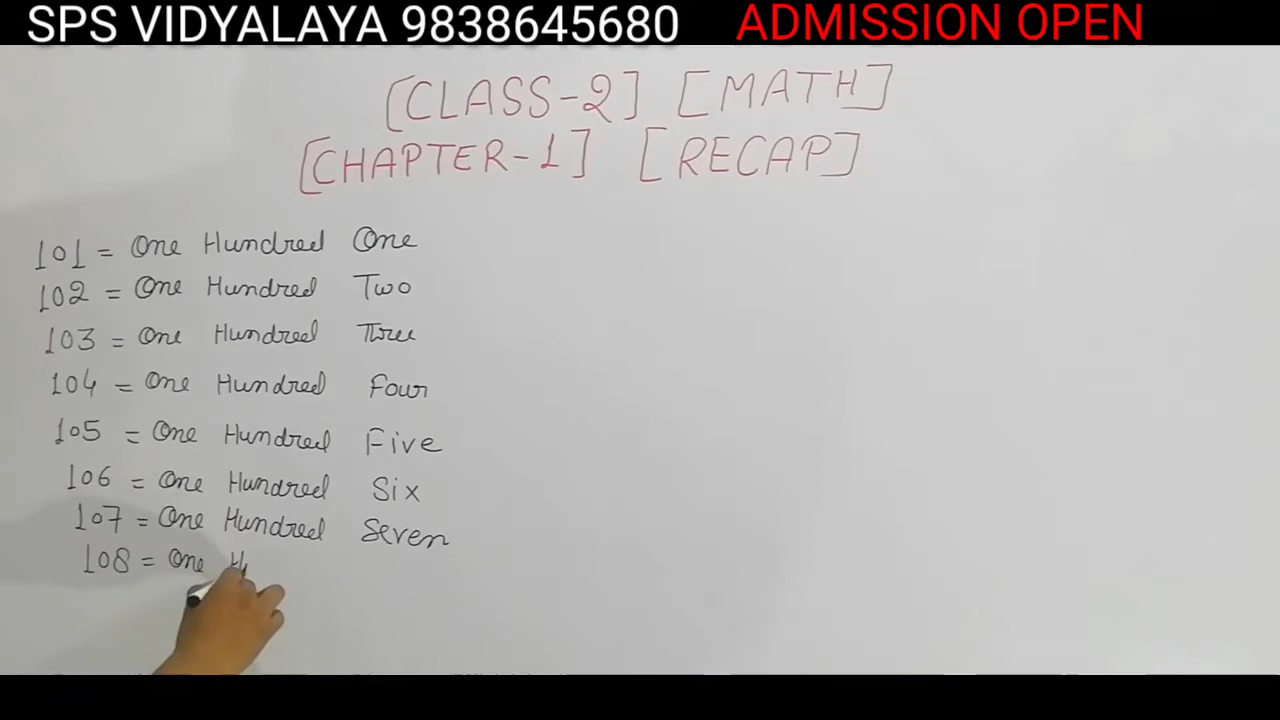 SPS VIDYALAYA 9838645680 ADMISSION OPEN
[CLASS-2] [MATH]
[CHAPTER-1] [RECAP]
101 = One Hundred One
102 = One Hundred Two
103 = One Hundred Three
104 = One Hundred Four
105 = One Hundred Five
106 = One Hundred Six
107 = One Hundred Seven
108 = One H